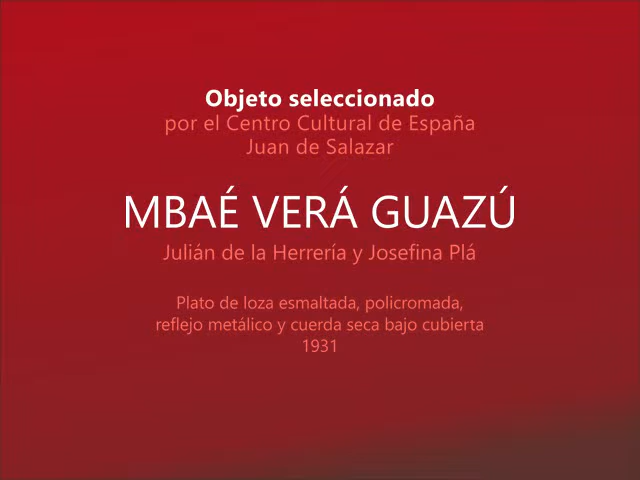 Objeto seleccionado
por el Centro Cultural de España
Juan de Salazar
MBAÉ VERÁ GUAZÚ
Julián de la Herrería y Josefina Plá
Plato de loza esmaltada, policromada,
reflejo metálico y cuerda seca bajo cubierta
1931